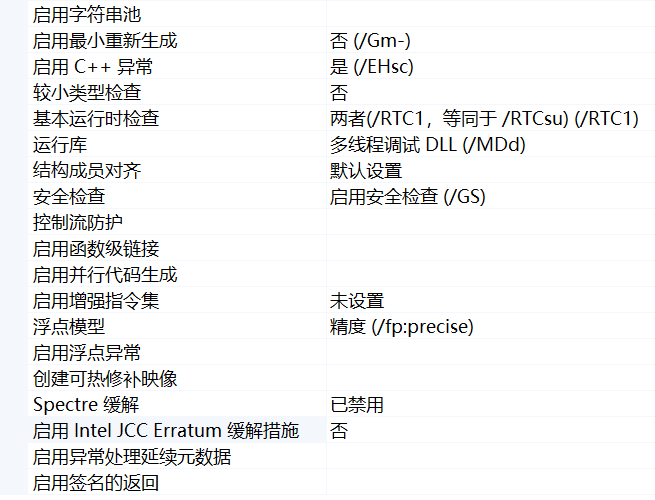 启用字符串池
启用最小重新生成 否 (/Gm-)
启用 C++ 异常 是 (/EHsc)
较小类型检查 否
基本运行时检查 两者(/RTC1，等同于 /RTCsu) (/RTC1)
运行库 多线程调试 DLL (/MDd)
结构成员对齐 默认设置
安全检查 启用安全检查 (/GS)
控制流防护
启用函数级链接
启用并行代码生成
启用增强指令集 未设置
浮点模型 精度 (/fp:precise)
启用浮点异常
创建可热修补映像
Spectre 缓解 已禁用
启用 Intel JCC Erratum 缓解措施 否
启用异常处理延续元数据
启用签名的返回